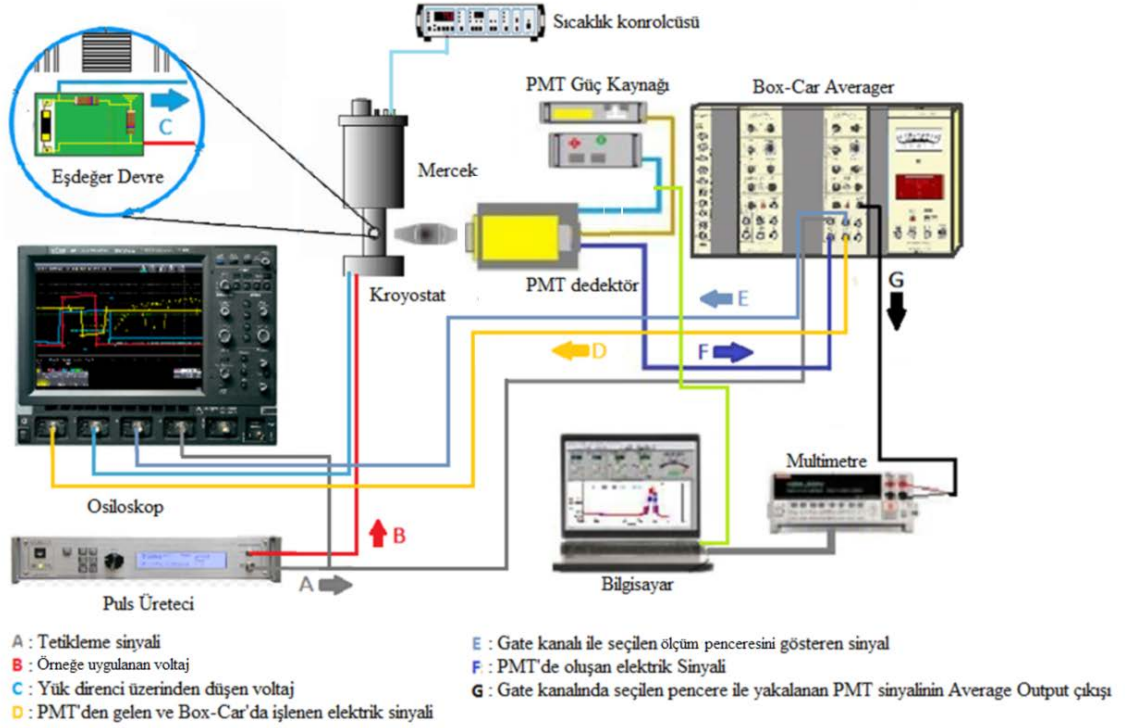 Sıcaklık konrolcüsü
PMT Güç Kaynağı
Box-Car Averager
C
Eşdeğer Devre
Mercek
Kroyostat
PMT dedektör
E
G
D
F
Osiloskop
B
Multimetre
A
Bilgisayar
Puls Üreteci
A : Tetikleme sinyali
B : Örneğe uygulanan voltaj
C : Yük direnci üzerinden düşen voltaj
D : PMT'den gelen ve Box-Car'da işlenen elektrik sinyali
E : Gate kanalı ile seçilen ölçüm penceresini gösteren sinyal
F : PMT'de oluşan elektrik Sinyali
G : Gate kanalında seçilen pencere ile yakalanan PMT sinyalinin Average Output çıkışı